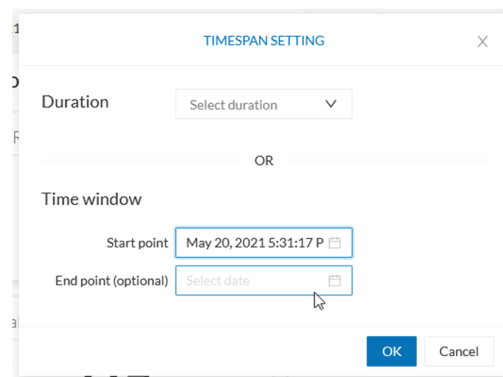 TIMESPAN SETTING
Duration
Select duration
OR
Time window
Start point
May 20, 2021 5:31:17 P
End point (optional)
Select date
OK
Cancel